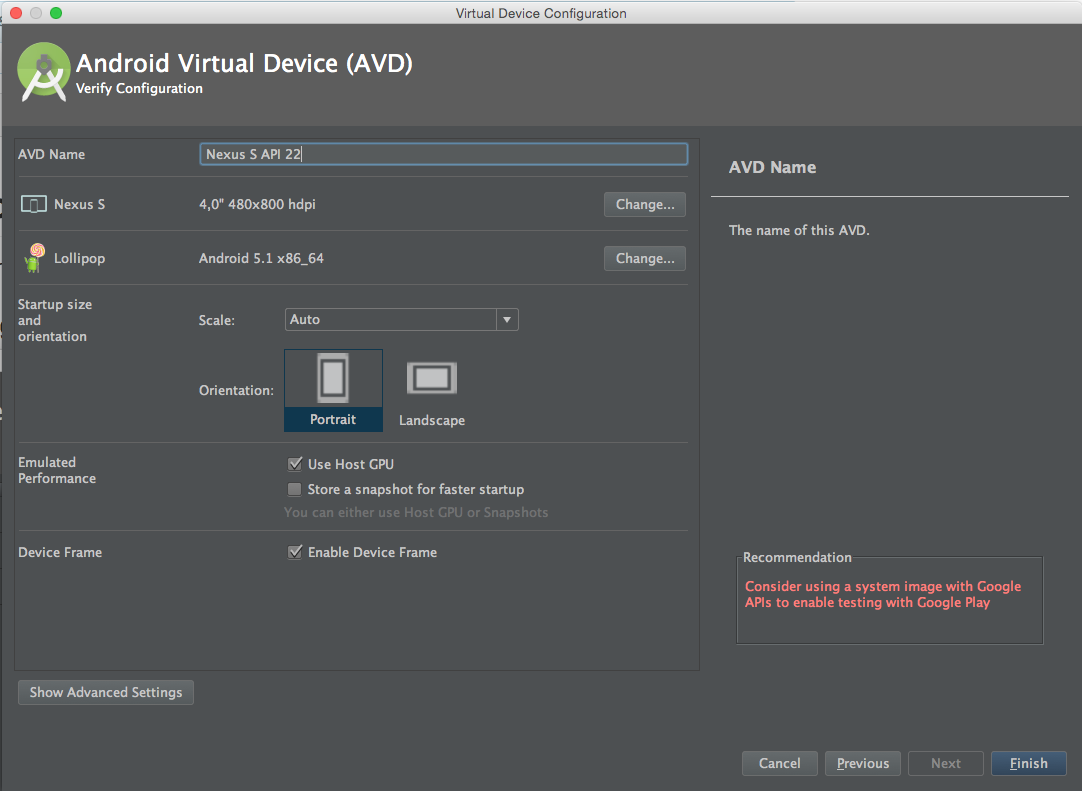 Virtual Device Configuration
Android Virtual Device (AVD)
Verify Configuration
AVD Name
Nexus S API 22
Nexus S
4,0" 480x800 hdpi
Change...
Lollipop
Android 5.1 x86_64
Change...
Startup size
and
orientation
Scale:
Auto
Orientation:
Portrait
Landscape
Emulated
Performance
Use Host GPU
Store a snapshot for faster startup
You can either use Host GPU or Snapshots
Device Frame
Enable Device Frame
Show Advanced Settings
AVD Name
The name of this AVD.
Recommendation
Consider using a system image with Google
APIs to enable testing with Google Play
Cancel
Previous
Next
Finish